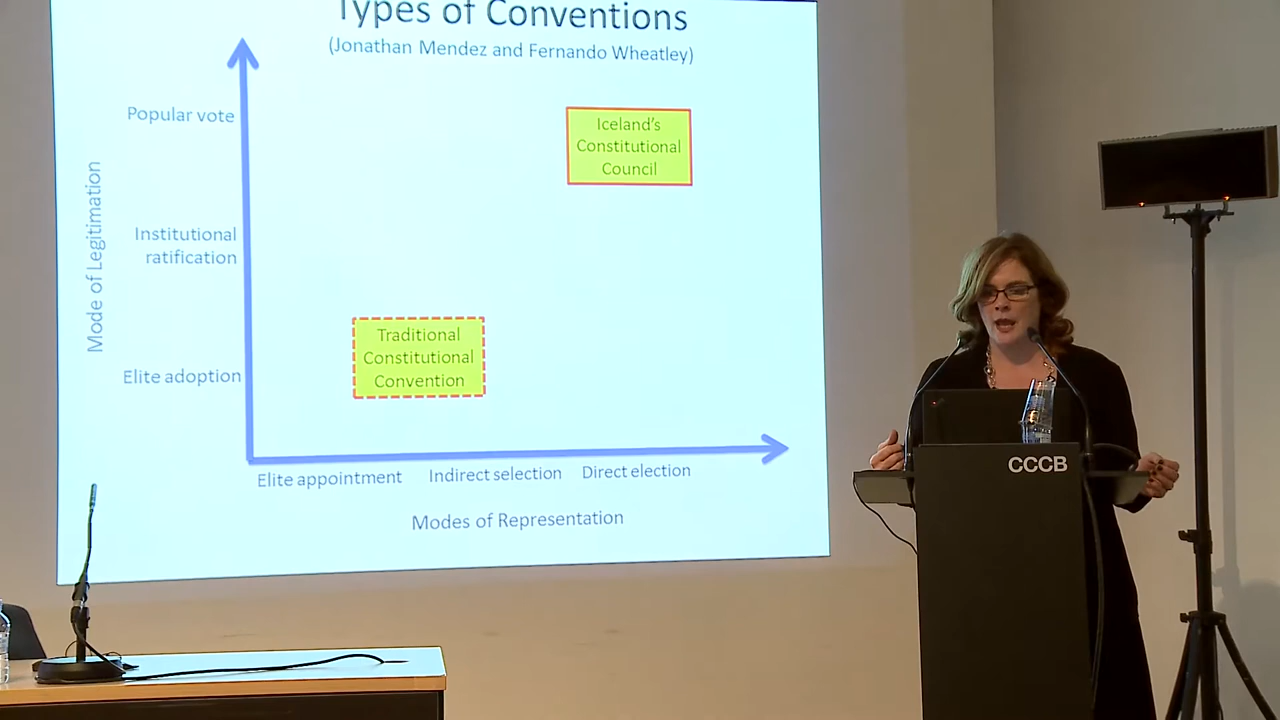 Types of Conventions
(Jonathan Mendez and Fernando Wheatley)
Popular vote
Iceland's
Constitutional
Council
Mode of Legitimation
Institutional
ratification
Traditional
Constitutional
Convention
Elite adoption
Elite appointment
Indirect selection
Direct election
Modes of Representation
CCCB